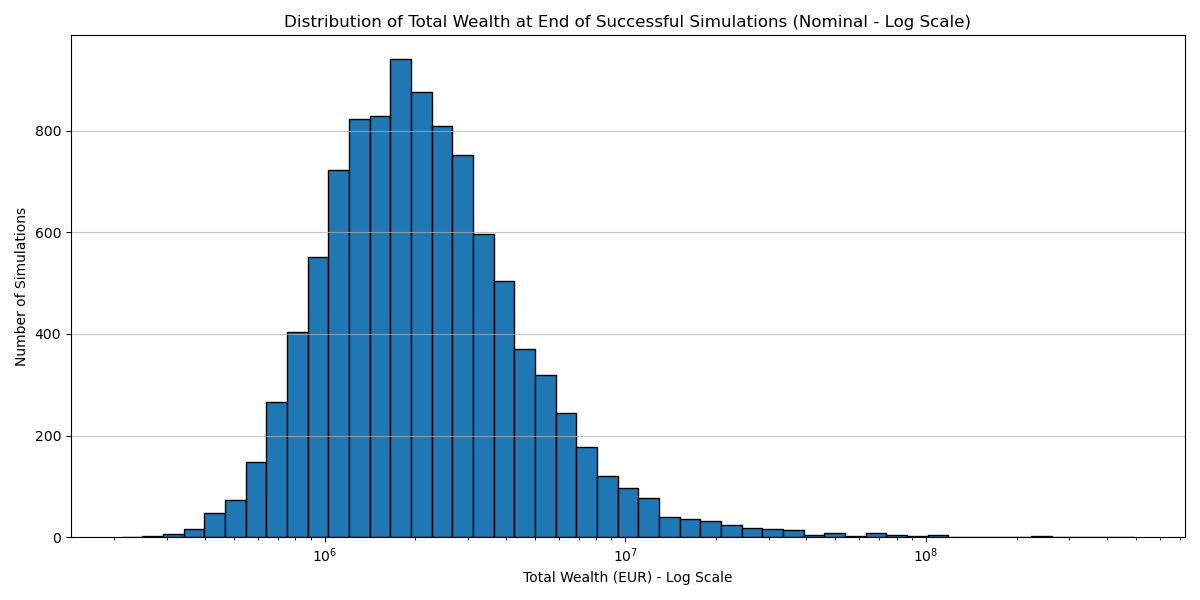 Distribution of Total Wealth at End of Successful Simulations (Nominal - Log Scale)
Number of Simulations
800
600
400
200
0
10⁶
10⁷
10⁸
Total Wealth (EUR) - Log Scale